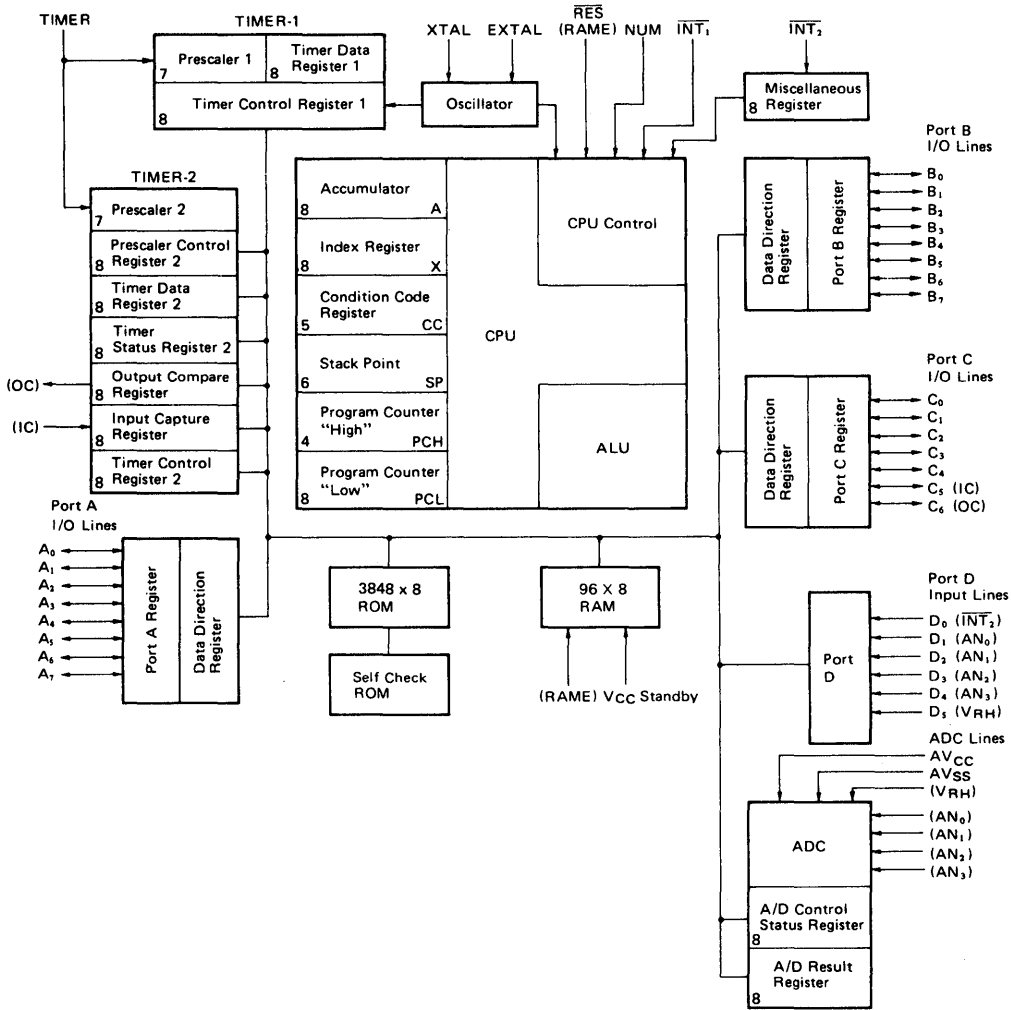 TIMER
TIMER-1
Prescaler 1
7
Timer Data
Register 1
8
Timer Control Register 1
8
XTAL
EXTAL
Oscillator
R̅E̅S̅
(RAME)
NUM
I̅N̅T̅₁
I̅N̅T̅₂
Miscellaneous
Register
8
TIMER-2
Prescaler 2
7
Prescaler Control
Register 2
8
Timer Data
Register 2
8
Timer
Status Register 2
8
(OC)
Output Compare
Register
8
(IC)
Input Capture
Register
8
Timer Control
Register 2
8
Accumulator
8
A
Index Register
8
X
Condition Code
Register
5
CC
Stack Point
6
SP
Program Counter
"High"
4
PCH
Program Counter
"Low"
8
PCL
CPU
CPU Control
ALU
Port A
I/O Lines
A₀
A₁
A₂
A₃
A₄
A₅
A₆
A₇
Port A Register
Data Direction
Register
3848 x 8
ROM
Self Check
ROM
96 X 8
RAM
(RAME)
VCC Standby
Port B
I/O Lines
Data Direction
Register
Port B Register
B₀
B₁
B₂
B₃
B₄
B₅
B₆
B₇
Port C
I/O Lines
Data Direction
Register
Port C Register
C₀
C₁
C₂
C₃
C₄
C₅ (IC)
C₆ (OC)
Port D
Input Lines
Port
D
D₀ (I̅N̅T̅₂)
D₁ (AN₀)
D₂ (AN₁)
D₃ (AN₂)
D₄ (AN₃)
D₅ (VRH)
ADC Lines
AVCC
AVSS
(VRH)
(AN₀)
(AN₁)
(AN₂)
(AN₃)
ADC
A/D Control
Status Register
8
A/D Result
Register
8